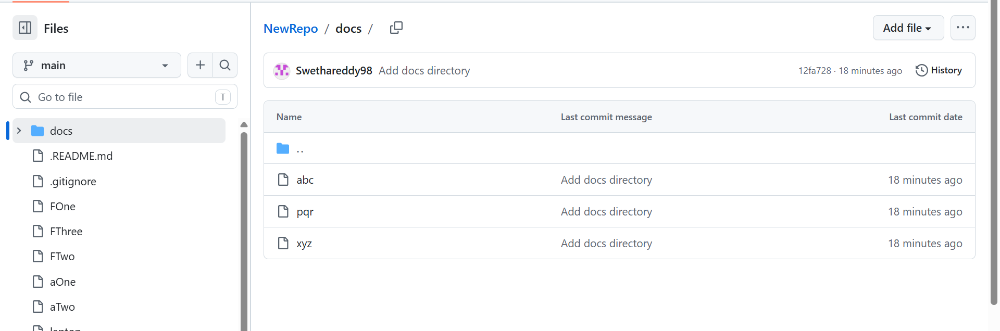 Files
main
Go to file
T
docs
.README.md
.gitignore
FOne
FThree
FTwo
aOne
aTwo
NewRepo / docs /
Add file
Swethareddy98 Add docs directory
12fa728 · 18 minutes ago
History
Name Last commit message Last commit date
..
abc Add docs directory 18 minutes ago
pqr Add docs directory 18 minutes ago
xyz Add docs directory 18 minutes ago